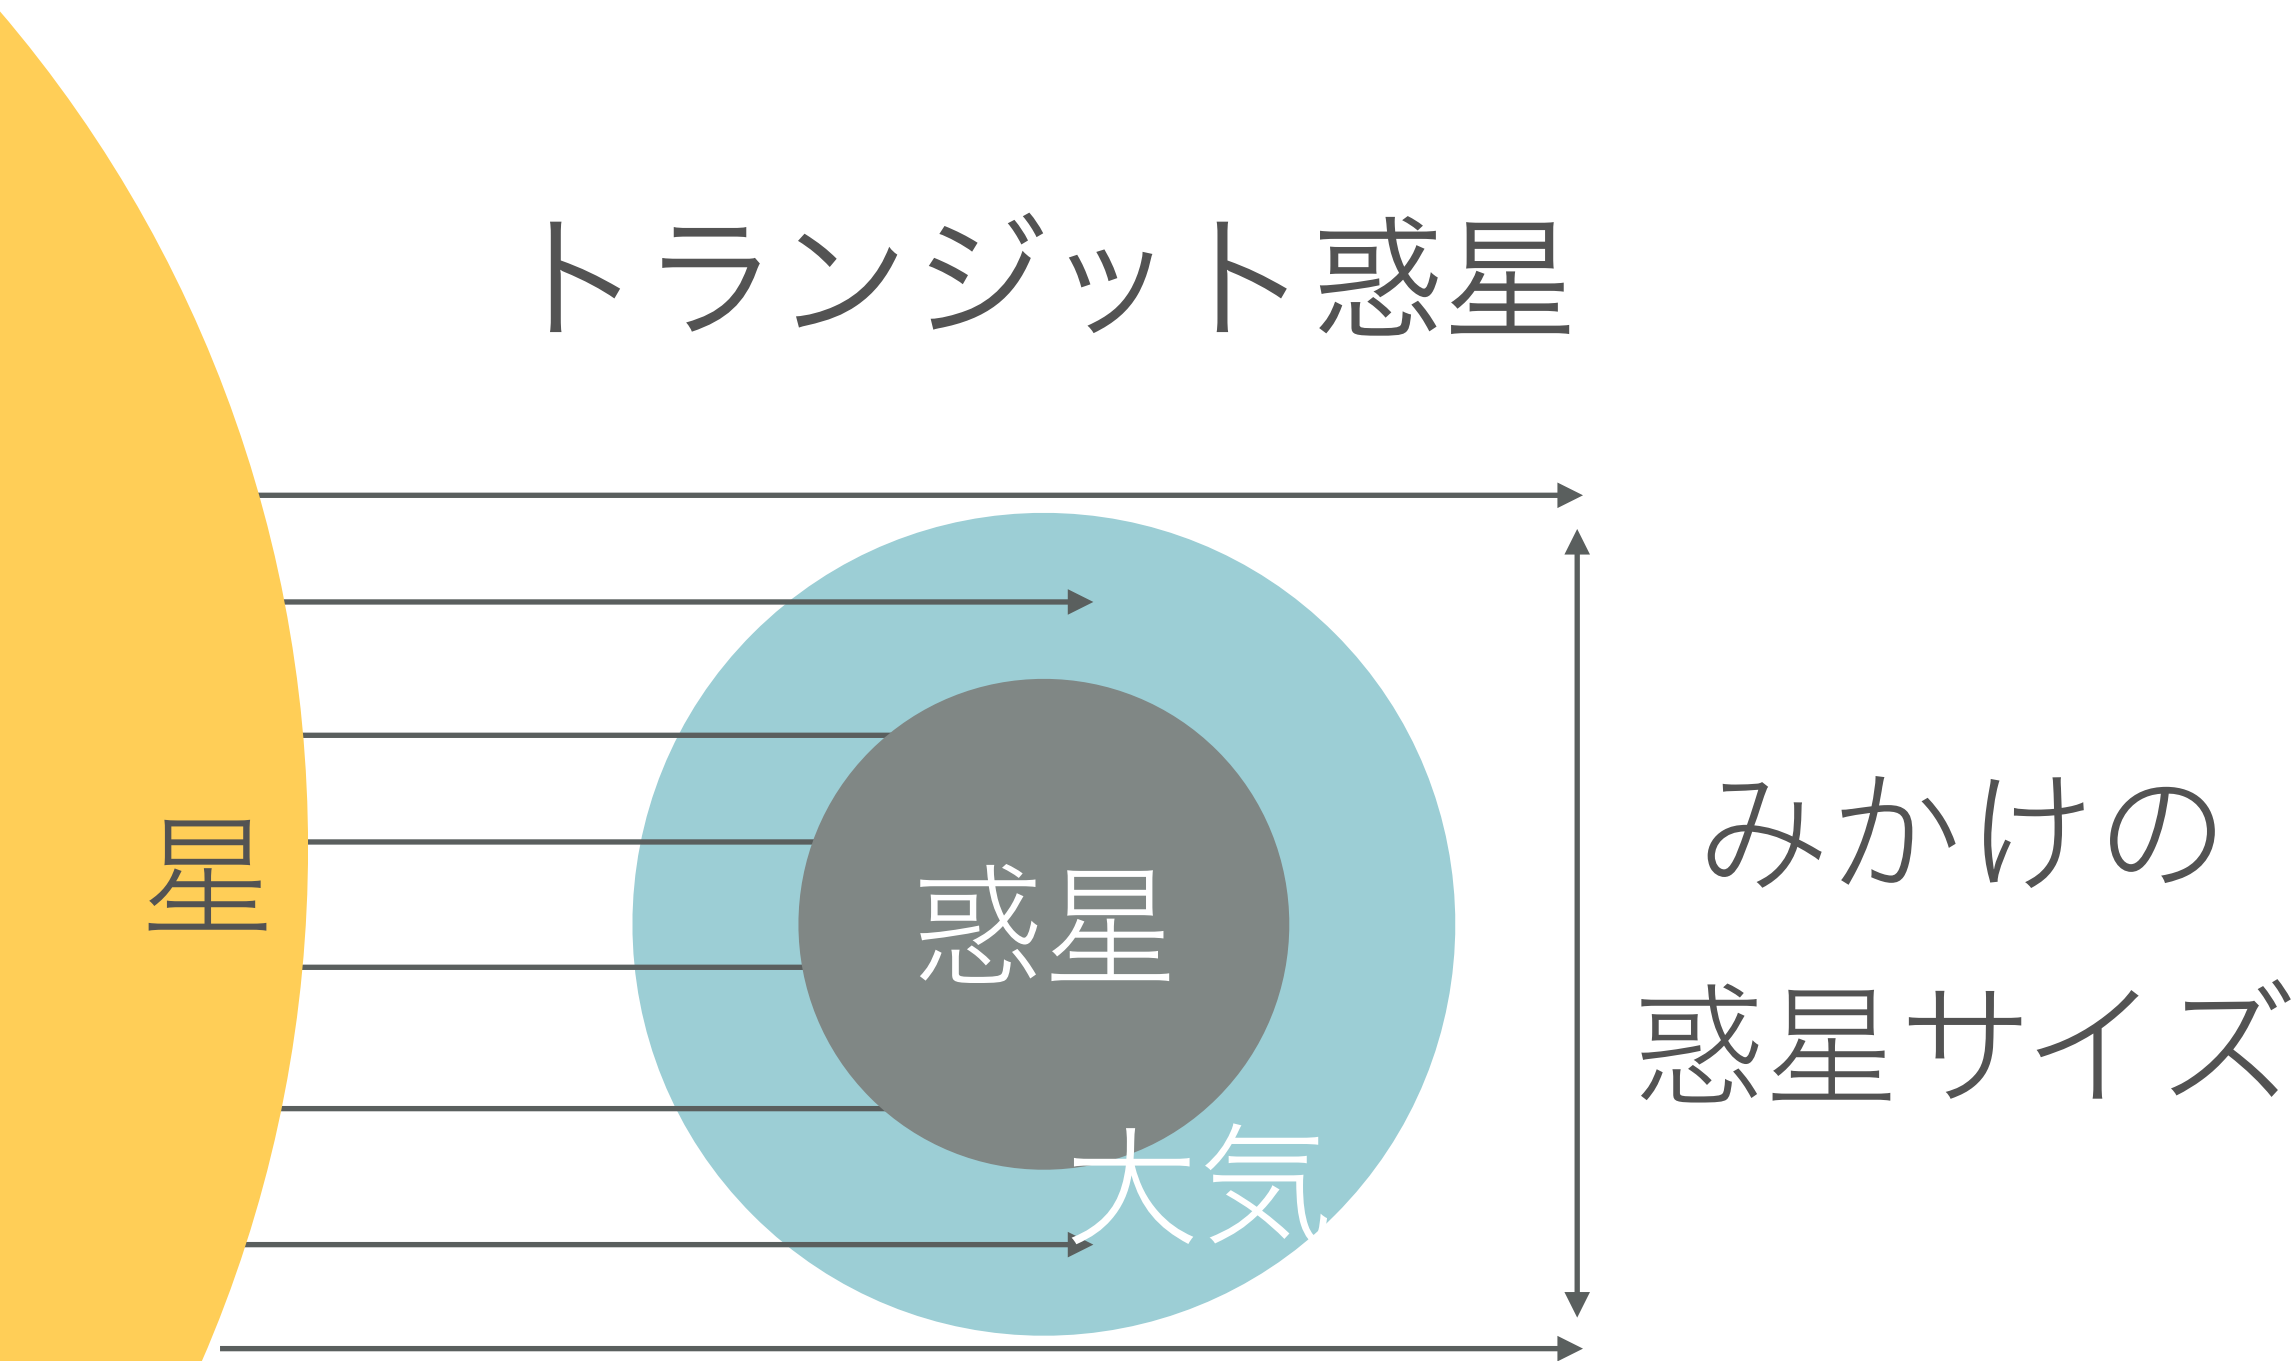 トランジット惑星
星
惑星
大気
みかけの
惑星サイズ